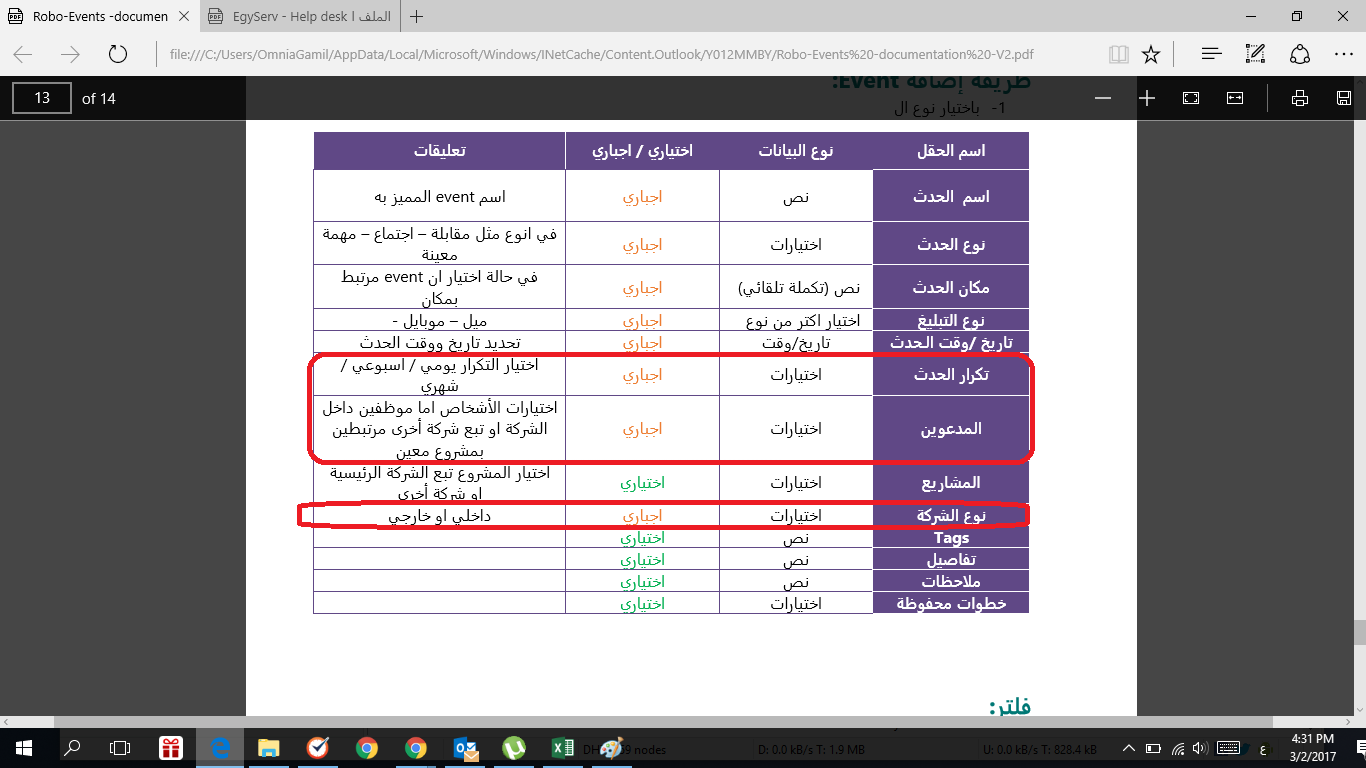 Robo-Events -documen
EgyServ - Help desk الملف ا
file:///C:/Users/OmniaGamil/AppData/Local/Microsoft/Windows/INetCache/Content.Outlook/Y012MMBY/Robo-Events%20-documentation%20-V2.pdf
13 of 14
طريقة إضافة Event:
1- باختيار نوع ال
اسم الحقل نوع البيانات اختياري / اجباري تعليقات
اسم الحدث نص اجباري اسم event المميز به
نوع الحدث اختيارات اجباري في انوع مثل مقابلة – اجتماع – مهمة
معينة
مكان الحدث نص (تكملة تلقائي) اجباري في حالة اختيار ان event مرتبط
بمكان
نوع التبليغ اختيار اكتر من نوع اجباري ميل – موبايل -
تاريخ /وقت الحدث تاريخ/وقت اجباري تحديد تاريخ ووقت الحدث
تكرار الحدث اختيارات اجباري اختيار التكرار يومي / اسبوعي /
شهري
المدعوين اختيارات اجباري اختيارات الأشخاص اما موظفين داخل
الشركة او تبع شركة أخرى مرتبطين
بمشروع معين
المشاريع اختيارات اختياري اختيار المشروع تبع الشركة الرئيسية
او شركة أخرى
نوع الشركة اختيارات اجباري داخلي او خارجي
Tags نص اختياري
تفاصيل نص اختياري
ملاحظات نص اختياري
خطوات محفوظة اختيارات اختياري
فلتر:
D: 0.0 kB/s T: 1.9 MB
U: 0.0 kB/s T: 828.4 kB
ع
4:31 PM
3/2/2017